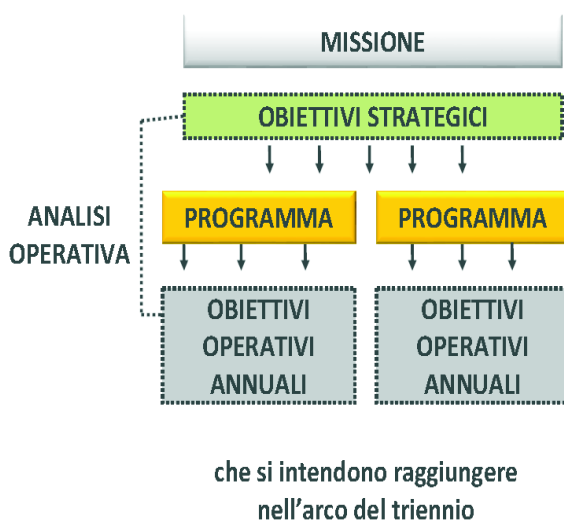 MISSIONE
OBIETTIVI STRATEGICI
ANALISI
OPERATIVA
PROGRAMMA
PROGRAMMA
OBIETTIVI
OPERATIVI
ANNUALI
OBIETTIVI
OPERATIVI
ANNUALI
che si intendono raggiungere
nell'arco del triennio